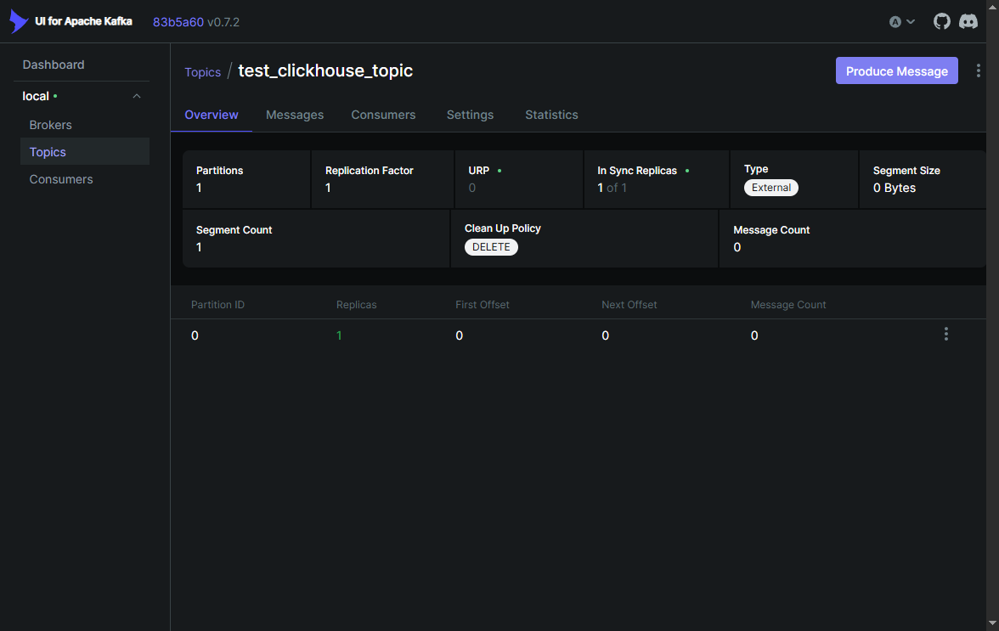 UI for Apache Kafka 83b5a60 v0.7.2 A
Dashboard
local
Brokers
Topics
Consumers
Topics / test_clickhouse_topic
Produce Message
Overview Messages Consumers Settings Statistics
Partitions Replication Factor URP In Sync Replicas Type Segment Size
1 1 0 1 of 1 External 0 Bytes
Segment Count Clean Up Policy Message Count
1 DELETE 0
Partition ID Replicas First Offset Next Offset Message Count
0 1 0 0 0